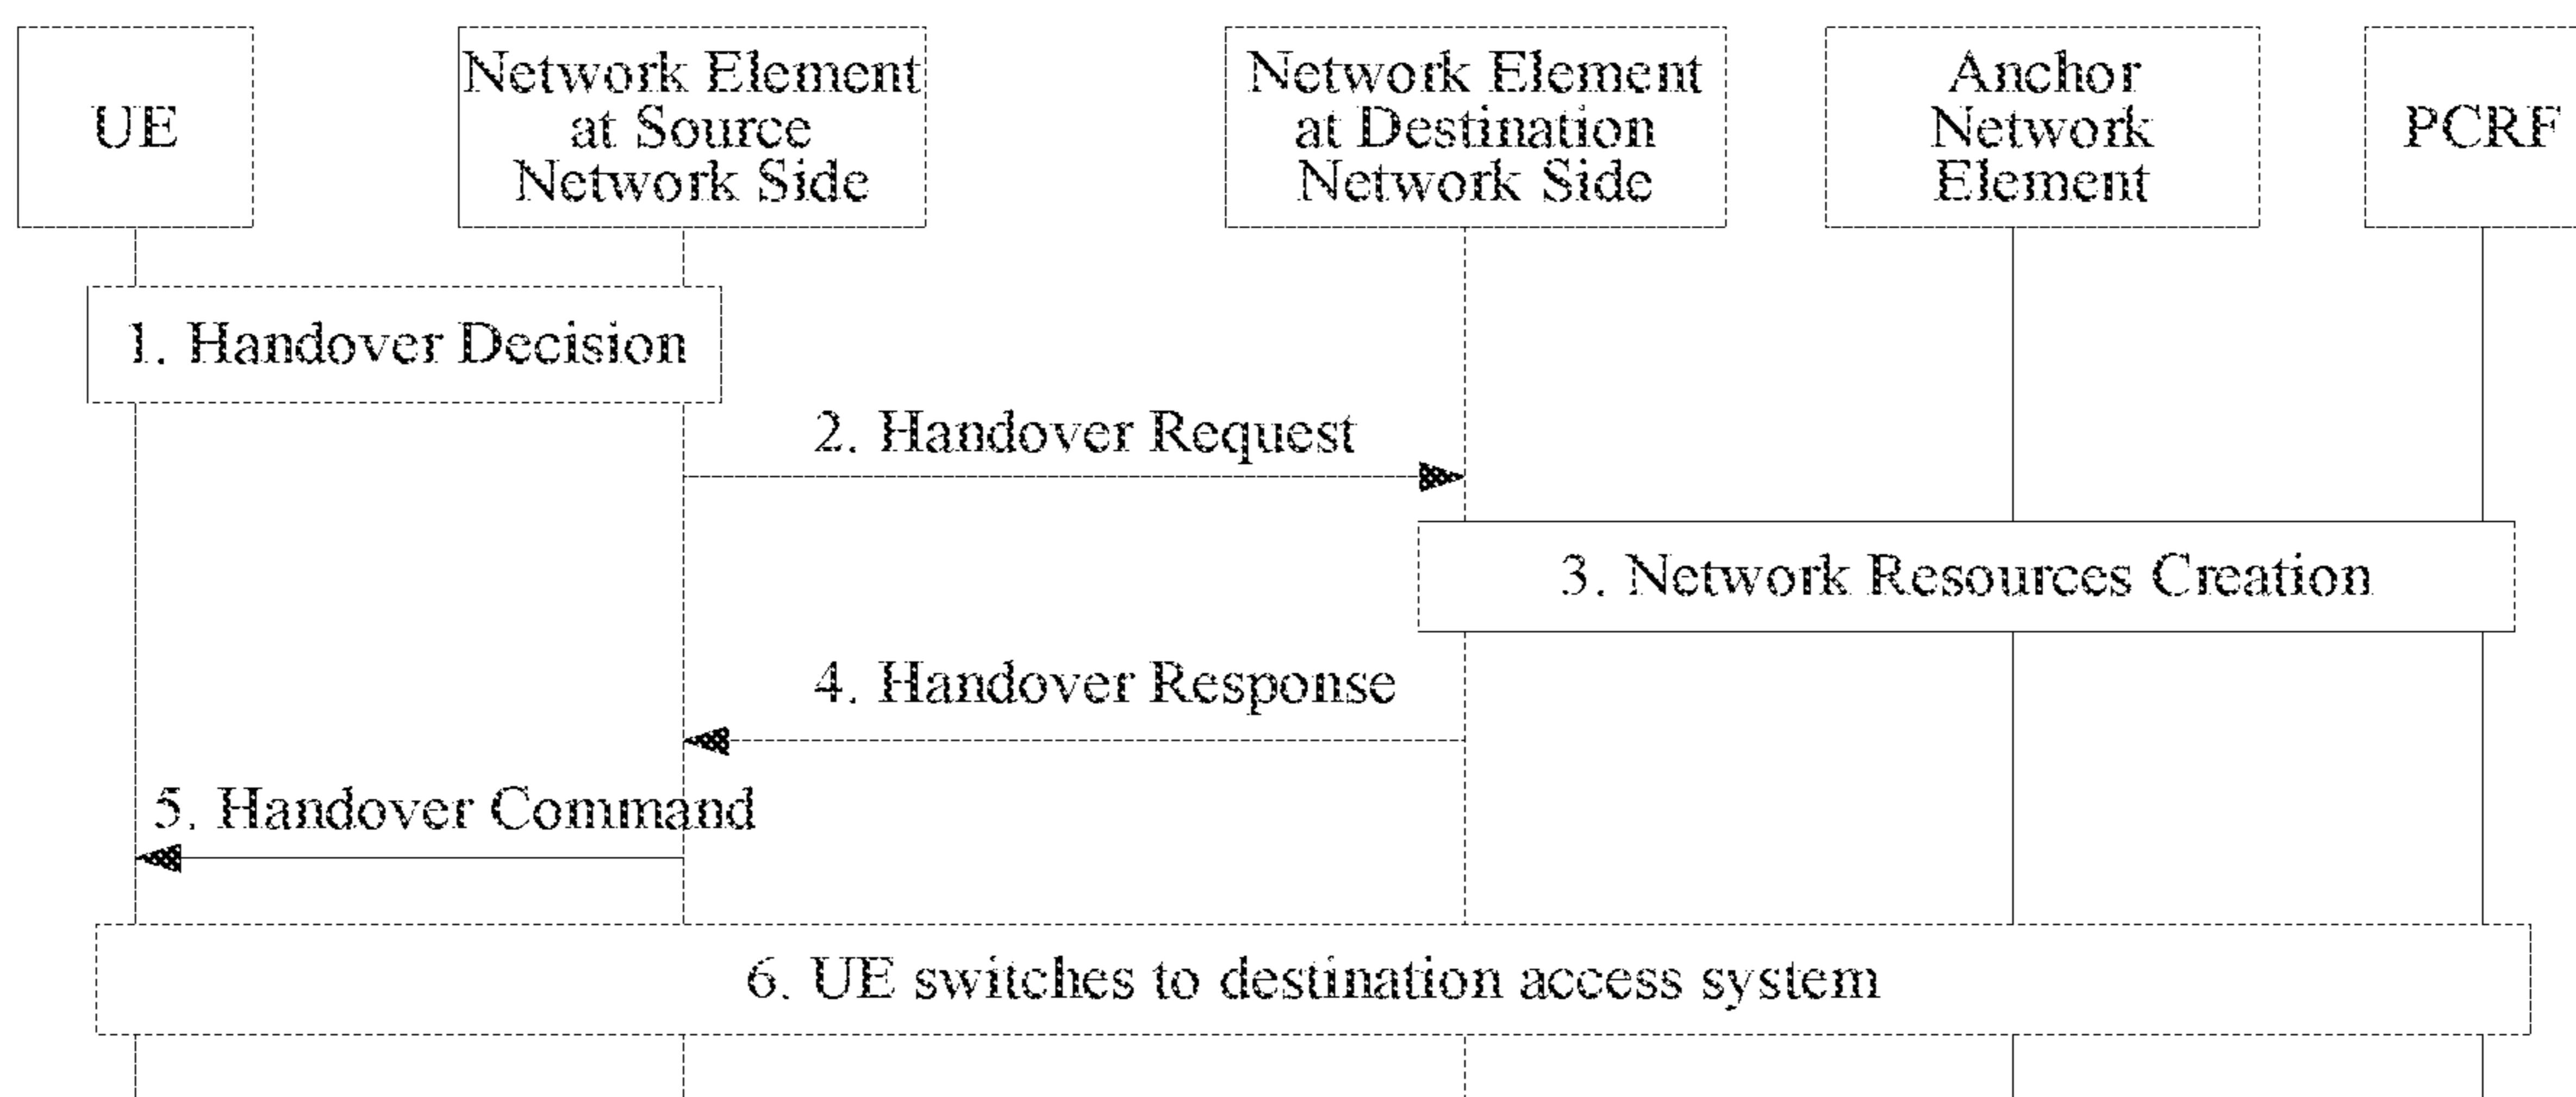 UE
Network Element
at Source
Network Side
Network Element
at Destination
Network Side
Anchor
Network
Element
PCRF
1. Handover Decision
2. Handover Request
3. Network Resources Creation
4. Handover Response
5. Handover Command
6. UE switches to destination access system